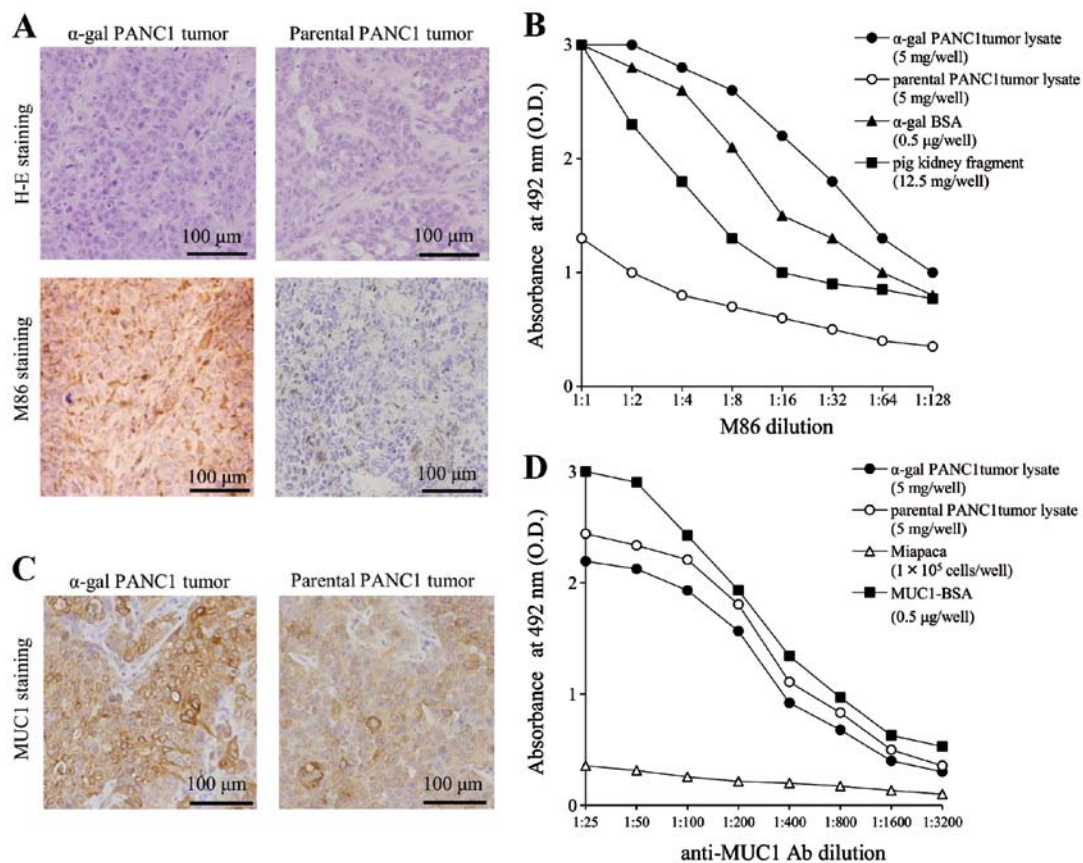 A
α-gal PANC1 tumor
Parental PANC1 tumor
H-E staining
100 μm
100 μm
M86 staining
100 μm
100 μm
B
Absorbance at 492 nm (O.D.)
3
2
1
0
1:1 1:2 1:4 1:8 1:16 1:32 1:64 1:128
M86 dilution
α-gal PANC1tumor lysate
(5 mg/well)
parental PANC1tumor lysate
(5 mg/well)
α-gal BSA
(0.5 μg/well)
pig kidney fragment
(12.5 mg/well)
C
α-gal PANC1 tumor
Parental PANC1 tumor
MUC1 staining
100 μm
100 μm
D
Absorbance at 492 nm (O.D.)
3
2
1
0
1:25 1:50 1:100 1:200 1:400 1:800 1:1600 1:3200
anti-MUC1 Ab dilution
α-gal PANC1tumor lysate
(5 mg/well)
parental PANC1tumor lysate
(5 mg/well)
Miapaca
(1 × 10⁵ cells/well)
MUC1-BSA
(0.5 μg/well)